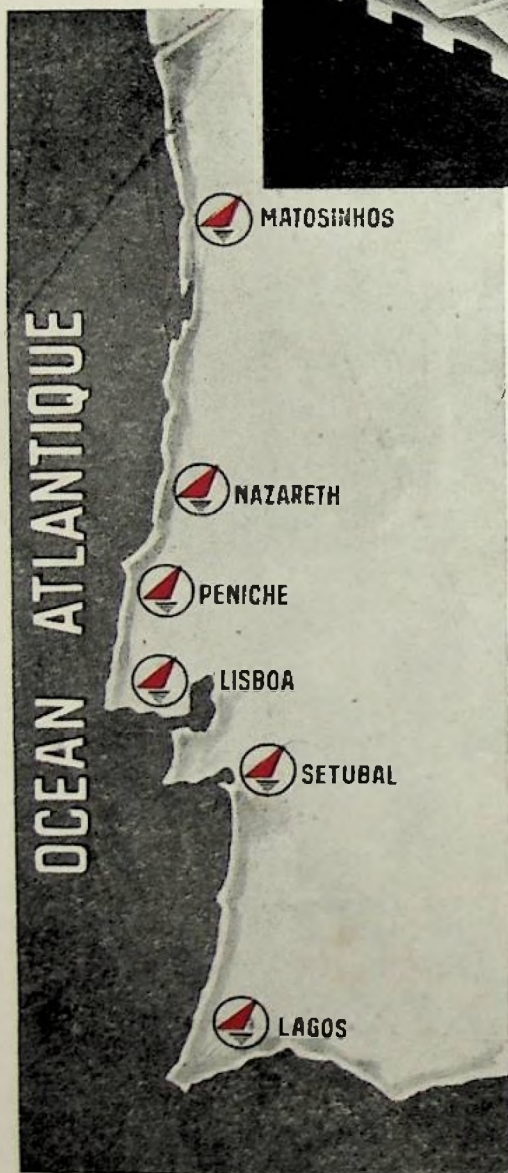 MATOSINHOS
OCEAN ATLANTIQUE
NAZARETH
PENICHE
LISBOA
SETUBAL
LAGOS